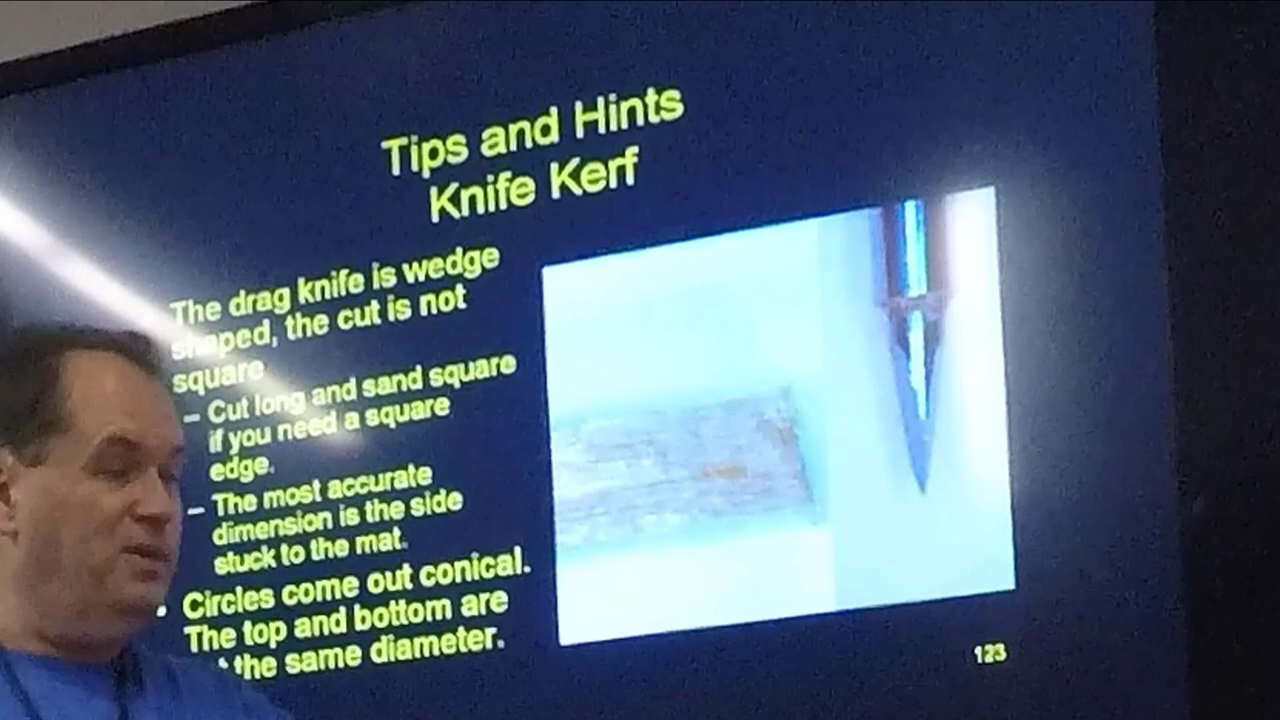 Tips and Hints
Knife Kerf
The drag knife is wedge
shaped, the cut is not
square
– Cut long and sand square
if you need a square
edge.
– The most accurate
dimension is the side
stuck to the mat.
• Circles come out conical.
The top and bottom are
the same diameter.
123